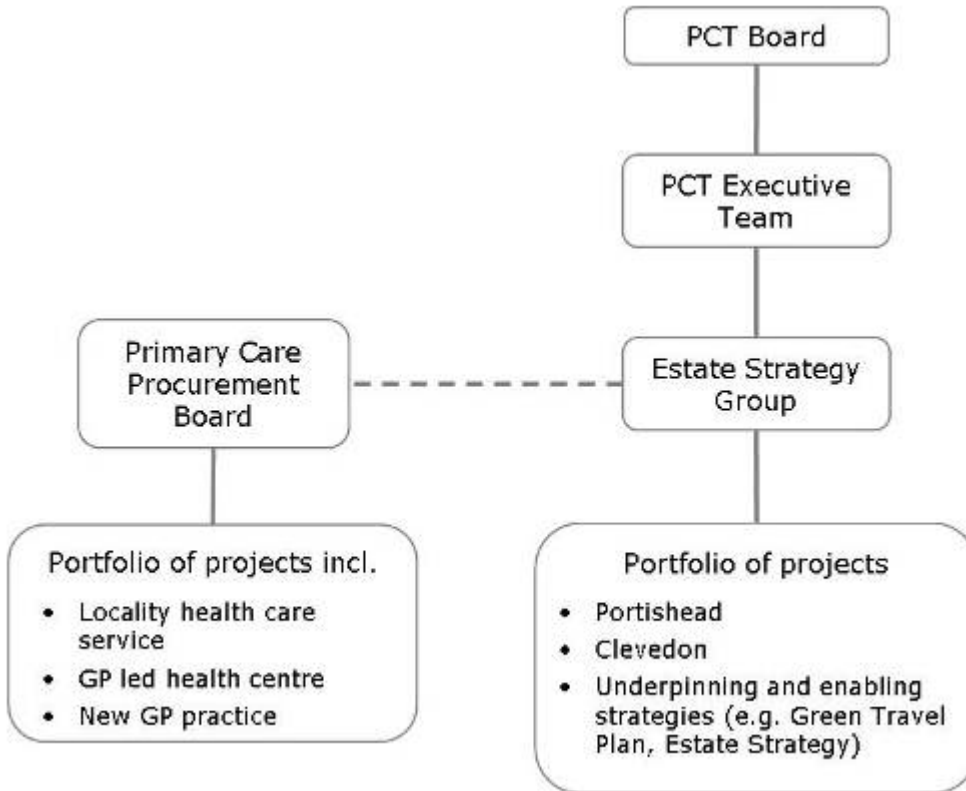 PCT Board
PCT Executive
Team
Primary Care
Procurement
Board
Estate Strategy
Group
Portfolio of projects incl.
• Locality health care
service
• GP led health centre
• New GP practice
Portfolio of projects
• Portishead
• Clevedon
• Underpinning and enabling
strategies (e.g. Green Travel
Plan, Estate Strategy)